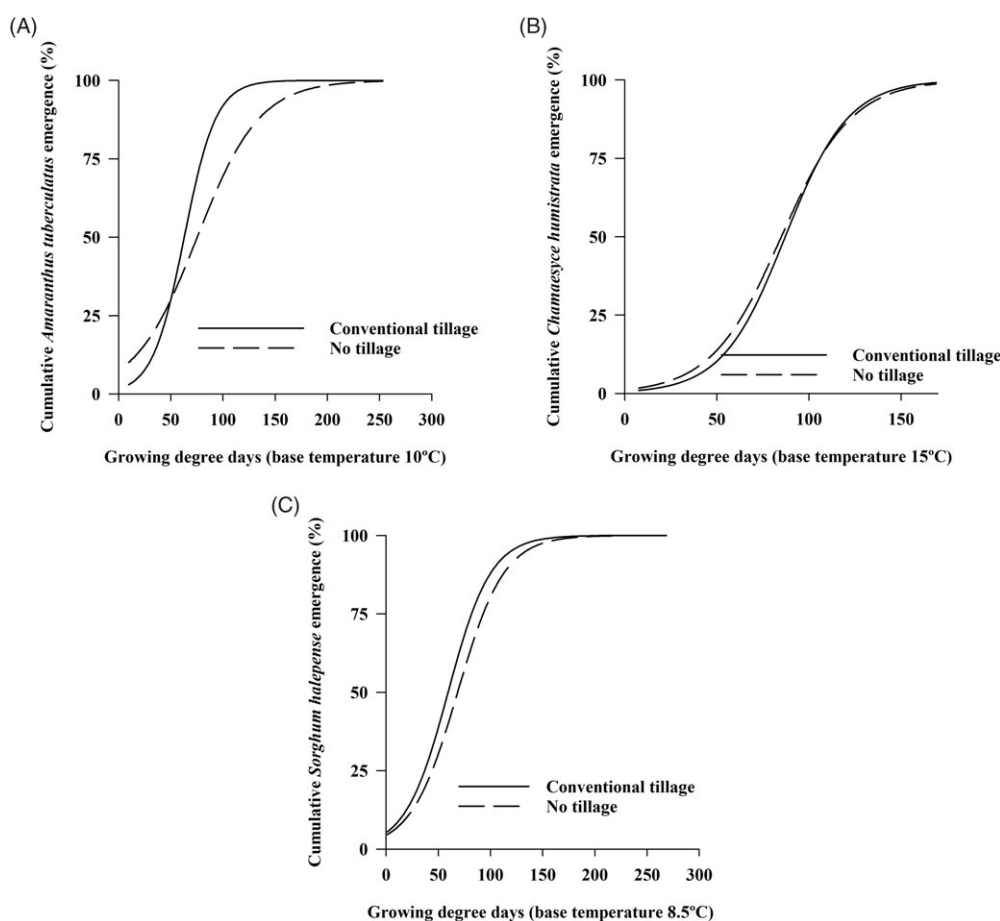 (A)
Cumulative Amaranthus tuberculatus emergence (%)
100
75
50
25
0
Conventional tillage
No tillage
0 50 100 150 200 250 300
Growing degree days (base temperature 10ºC)
(B)
Cumulative Chamaesyce humistrata emergence (%)
100
75
50
25
0
Conventional tillage
No tillage
0 50 100 150
Growing degree days (base temperature 15ºC)
(C)
Cumulative Sorghum halepense emergence (%)
100
75
50
25
0
Conventional tillage
No tillage
0 50 100 150 200 250 300
Growing degree days (base temperature 8.5ºC)